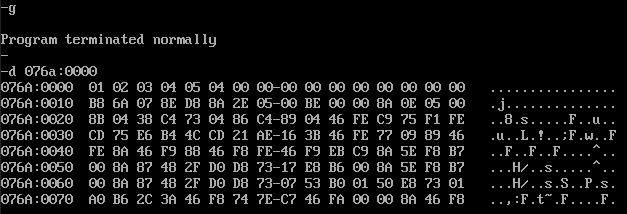 -g
Program terminated normally
-
-d 076a:0000
076A:0000 01 02 03 04 05 04 00 00-00 00 00 00 00 00 00 00 ................
076A:0010 B8 6A 07 8E D8 8A 2E 05-00 BE 00 00 8A 0E 05 00 .j..............
076A:0020 8B 04 38 C4 73 04 86 C4-89 04 46 FE C9 75 F1 FE ..8.s.....F..u..
076A:0030 CD 75 E6 B4 4C CD 21 AE-16 3B 46 FE 77 09 89 46 .u..L.!..;F.w..F
076A:0040 FE 8A 46 F9 88 46 F8 FE-46 F9 EB C9 8A 5E F8 B7 ..F..F..F....^..
076A:0050 00 8A 87 48 2F D0 D8 73-17 E8 B6 00 8A 5E F8 B7 ...H/..s.....^..
076A:0060 00 8A 87 48 2F D0 D8 73-07 53 B0 01 50 E8 73 01 ...H/..s.S..P.s.
076A:0070 A0 B6 2C 3A 46 F8 74 7E-C7 46 FA 00 00 8A 46 F8 ..,:F.t~.F....F.